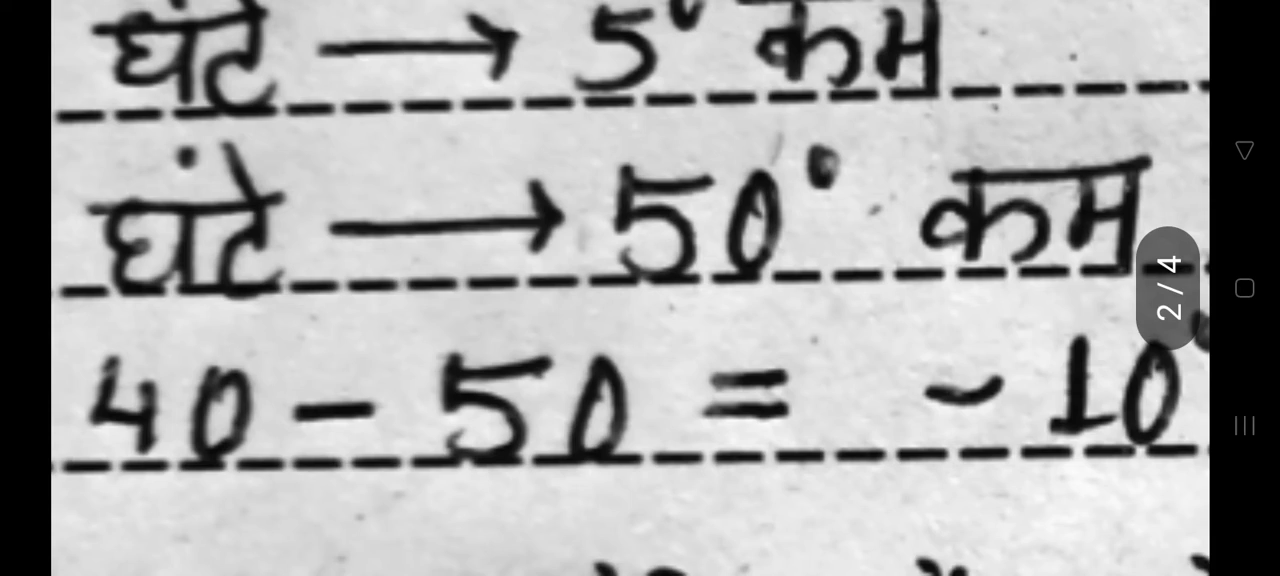 घंटे → 5° कम
घंटे → 50° कम
40 - 50 = - 10°
2/4